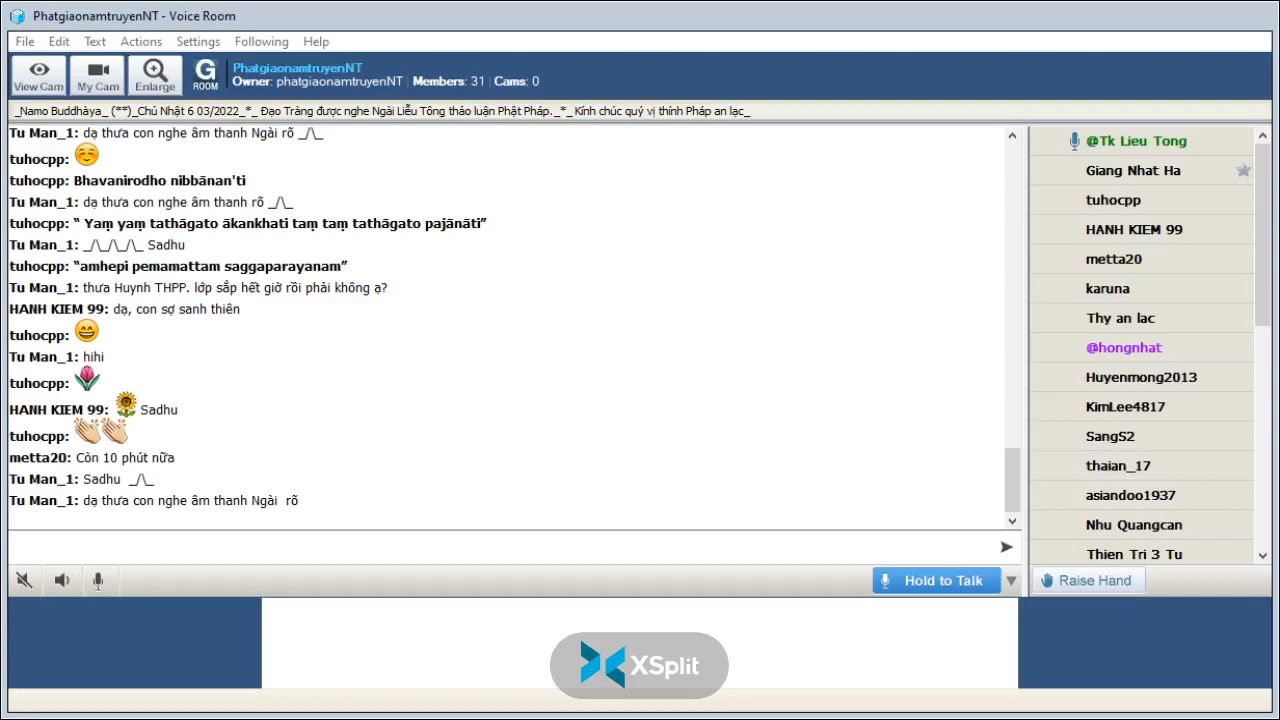 PhatgiaonamtruyenNT - Voice Room
File Edit Text Actions Settings Following Help
View Cam My Cam Enlarge G ROOM
PhatgiaonamtruyenNT
Owner: phatgiaonamtruyenNT | Members: 31 | Cams: 0
_Namo Buddhàya_ (**)_Chủ Nhật 6 03/2022_*_ Đạo Tràng được nghe Ngài Liễu Tông thảo luận Phật Pháp._*_ Kính chúc quý vị thính Pháp an lạc_
Tu Man_1: dạ thưa con nghe âm thanh Ngài rõ _/\_
tuhocpp:
tuhocpp: Bhavanirodho nibbānan'ti
Tu Man_1: dạ thưa con nghe âm thanh rõ _/\_
tuhocpp: “ Yaṃ yaṃ tathāgato ākankhati taṃ taṃ tathāgato pajānāti”
Tu Man_1: _/\_/\_/\_ Sadhu
tuhocpp: “amhepi pemamattam saggaparayanam”
Tu Man_1: thưa Huynh THPP. lớp sắp hết giờ rồi phải không ạ?
HANH KIEM 99: dạ, con sợ sanh thiên
tuhocpp:
Tu Man_1: hihi
tuhocpp:
HANH KIEM 99: Sadhu
tuhocpp:
metta20: Còn 10 phút nữa
Tu Man_1: Sadhu _/\_
Tu Man_1: dạ thưa con nghe âm thanh Ngài rõ
Hold to Talk
@Tk Lieu Tong
Giang Nhat Ha
tuhocpp
HANH KIEM 99
metta20
karuna
Thy an lac
@hongnhat
Huyenmong2013
KimLee4817
SangS2
thaian_17
asiandoo1937
Nhu Quangcan
Thien Tri 3 Tu
Raise Hand
XSplit